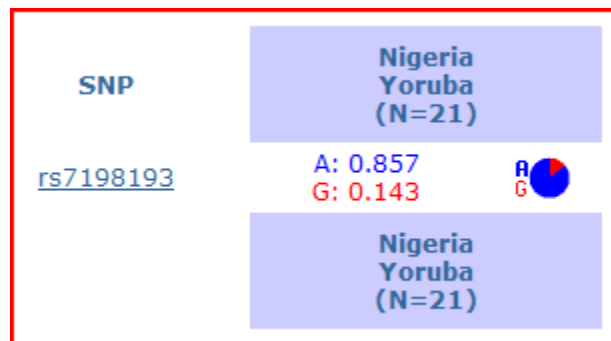 SNP
Nigeria
Yoruba
(N=21)
rs7198193
A: 0.857
G: 0.143
A
G
Nigeria
Yoruba
(N=21)